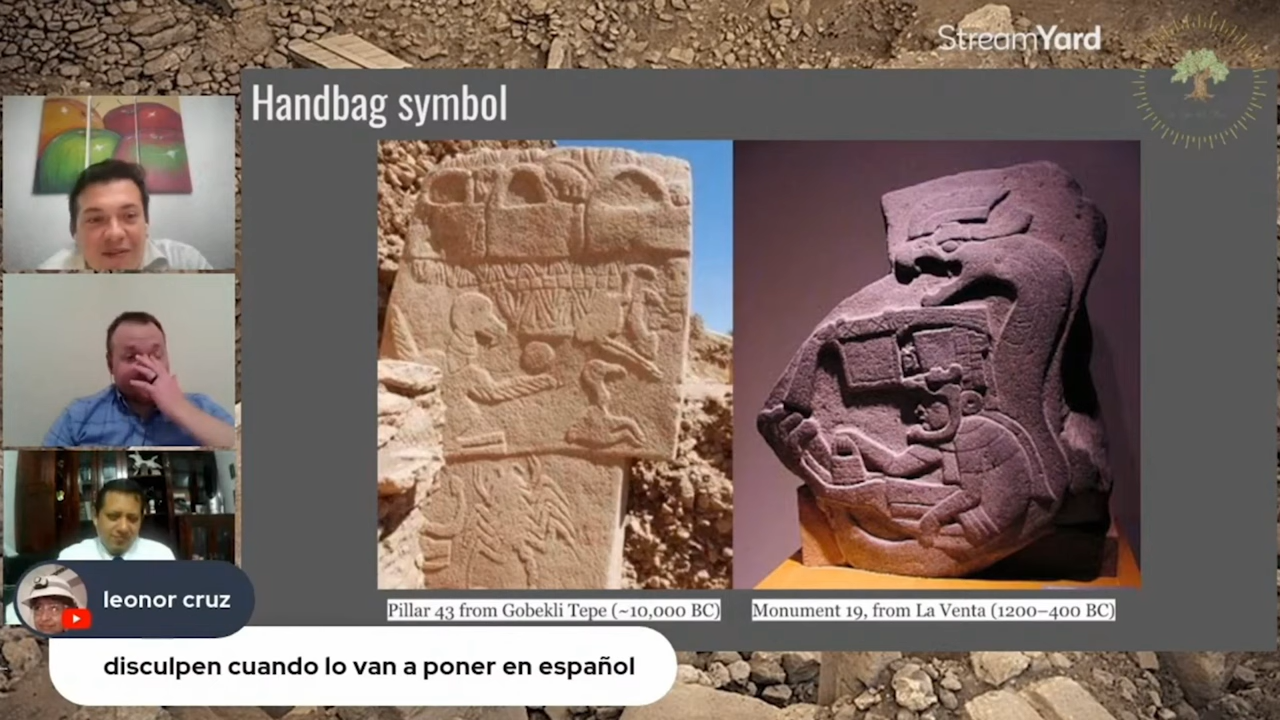 StreamYard
Handbag symbol
Pillar 43 from Gobekli Tepe (~10,000 BC)
Monument 19, from La Venta (1200–400 BC)
leonor cruz
disculpen cuando lo van a poner en español